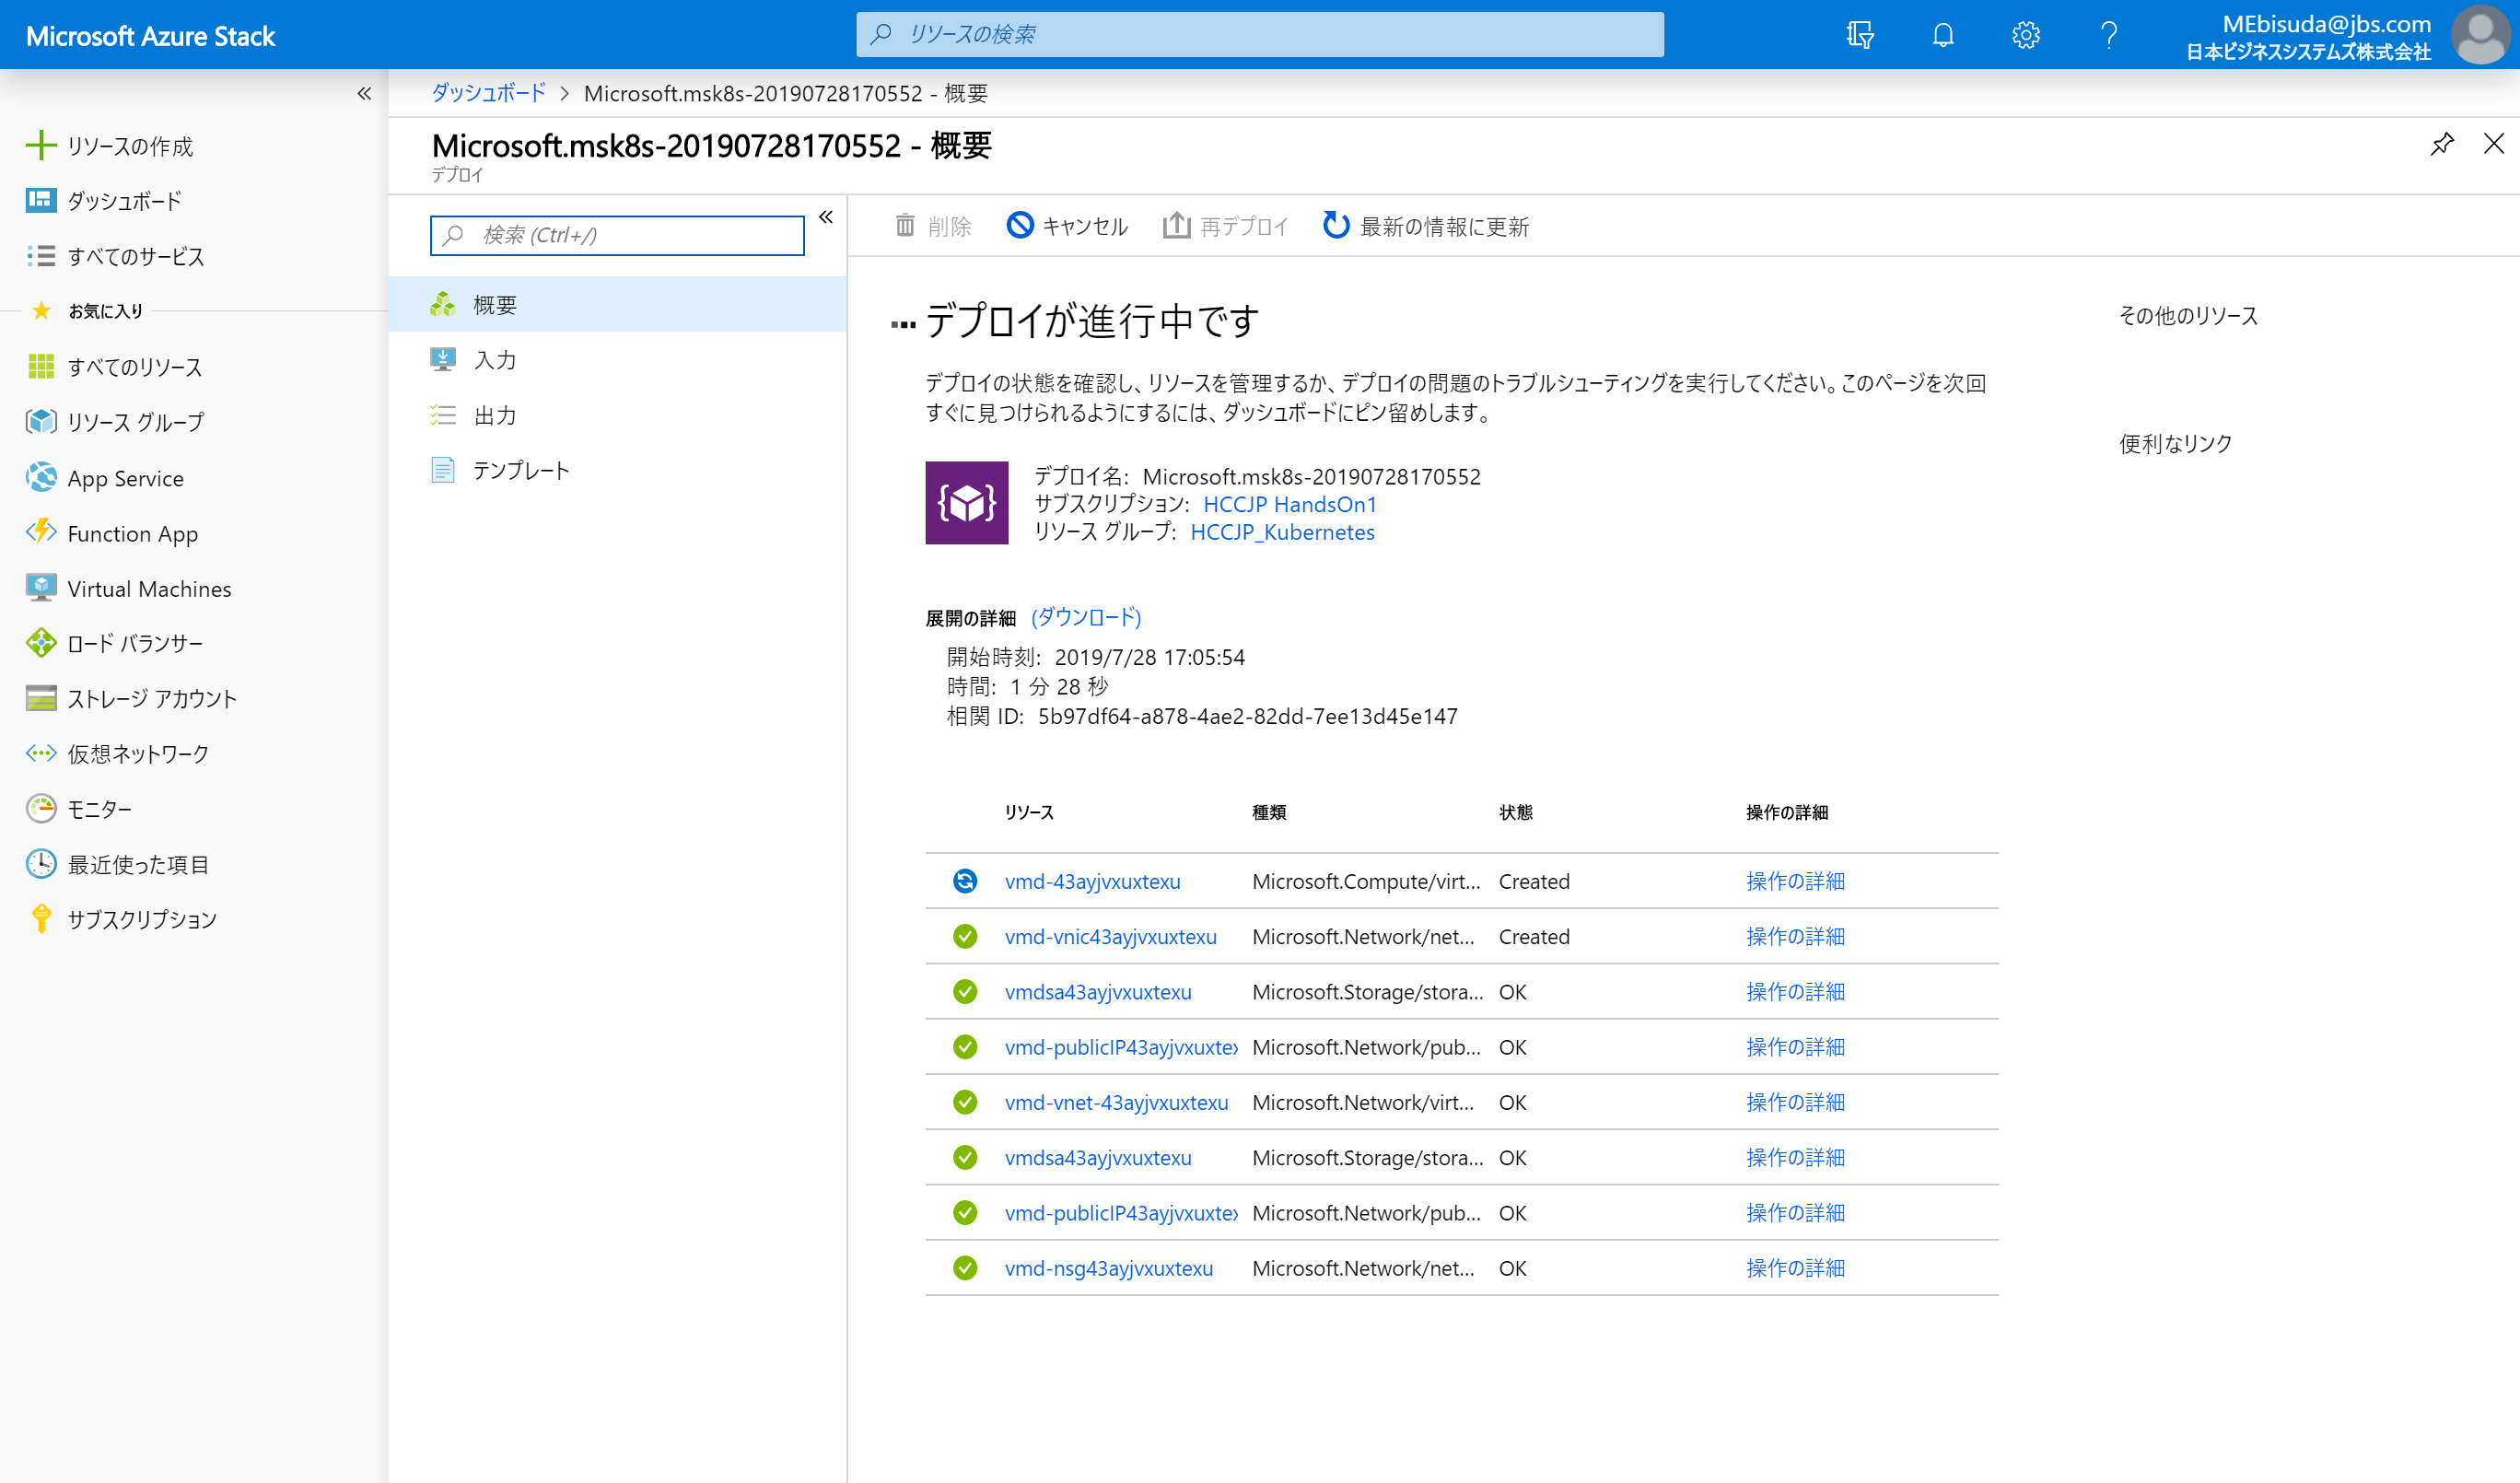 Microsoft Azure Stack
リソースの検索
MEbisuda@jbs.com
日本ビジネスシステムズ株式会社
ダッシュボード > Microsoft.msk8s-20190728170552 - 概要
Microsoft.msk8s-20190728170552 - 概要
デプロイ
リソースの作成
ダッシュボード
すべてのサービス
お気に入り
すべてのリソース
リソース グループ
App Service
Function App
Virtual Machines
ロード バランサー
ストレージ アカウント
仮想ネットワーク
モニター
最近使った項目
サブスクリプション
検索 (Ctrl+/)
概要
入力
出力
テンプレート
削除 キャンセル 再デプロイ 最新の情報に更新
デプロイが進行中です
デプロイの状態を確認し、リソースを管理するか、デプロイの問題のトラブルシューティングを実行してください。このページを次回
すぐに見つけられるようにするには、ダッシュボードにピン留めします。
デプロイ名: Microsoft.msk8s-20190728170552
サブスクリプション: HCCJP HandsOn1
リソース グループ: HCCJP_Kubernetes
展開の詳細 (ダウンロード)
開始時刻: 2019/7/28 17:05:54
時間: 1 分 28 秒
相関 ID: 5b97df64-a878-4ae2-82dd-7ee13d45e147
リソース 種類 状態 操作の詳細
vmd-43ayjvxuxtexu Microsoft.Compute/virt... Created 操作の詳細
vmd-vnic43ayjvxuxtexu Microsoft.Network/net... Created 操作の詳細
vmdsa43ayjvxuxtexu Microsoft.Storage/stora... OK 操作の詳細
vmd-publicIP43ayjvxuxtex Microsoft.Network/pub... OK 操作の詳細
vmd-vnet-43ayjvxuxtexu Microsoft.Network/virt... OK 操作の詳細
vmdsa43ayjvxuxtexu Microsoft.Storage/stora... OK 操作の詳細
vmd-publicIP43ayjvxuxtex Microsoft.Network/pub... OK 操作の詳細
vmd-nsg43ayjvxuxtexu Microsoft.Network/net... OK 操作の詳細
その他のリソース
便利なリンク